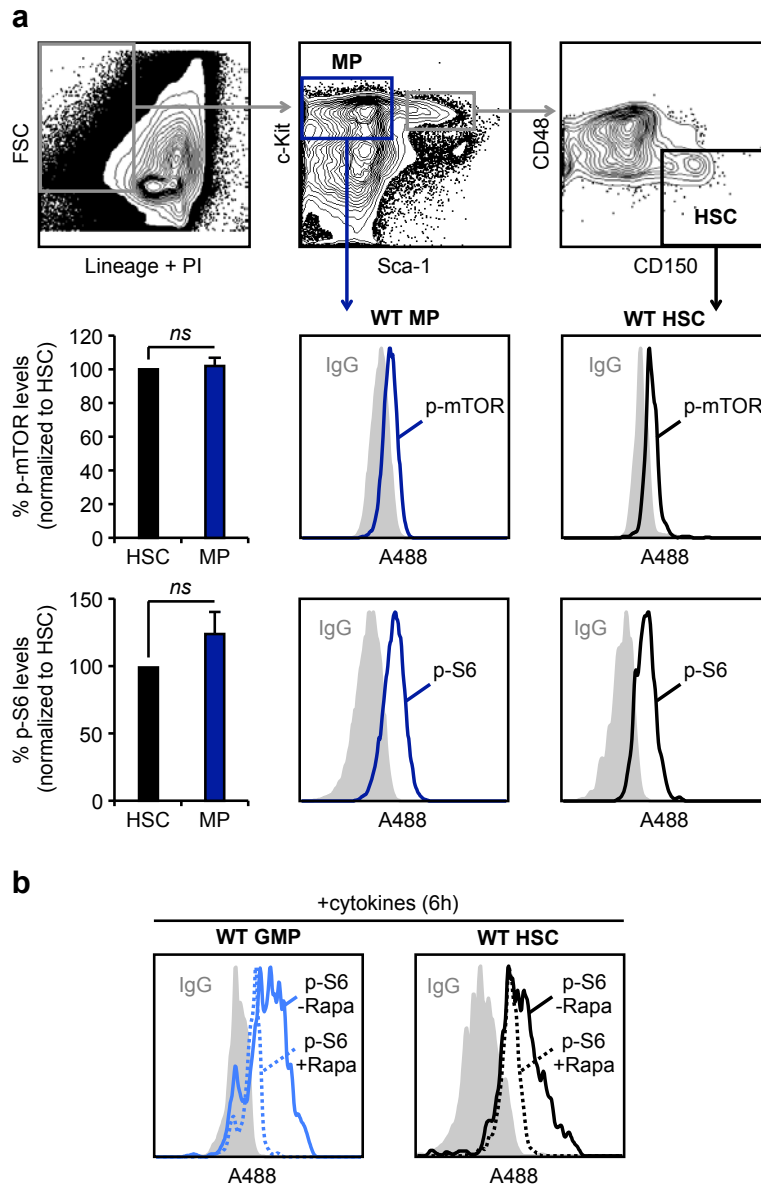 a
FSC
Lineage + PI
MP
c-Kit
Sca-1
CD48
HSC
CD150
% p-mTOR levels
(normalized to HSC)
120
100
80
60
40
20
0
ns
HSC
MP
WT MP
IgG
p-mTOR
A488
WT HSC
p-mTOR
A488
% p-S6 levels
(normalized to HSC)
150
100
50
0
ns
HSC
MP
IgG
p-S6
A488
IgG
p-S6
A488
b
+cytokines (6h)
WT GMP
IgG
p-S6
-Rapa
p-S6
+Rapa
A488
WT HSC
IgG
p-S6
-Rapa
p-S6
+Rapa
A488